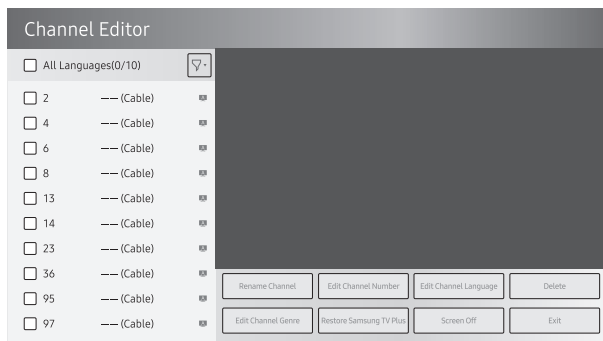 Channel Editor
All Languages(0/10)
2 —— (Cable)
4 —— (Cable)
6 —— (Cable)
8 —— (Cable)
13 —— (Cable)
14 —— (Cable)
23 —— (Cable)
36 —— (Cable)
95 —— (Cable)
97 —— (Cable)
Rename Channel Edit Channel Number Edit Channel Language Delete
Edit Channel Genre Restore Samsung TV Plus Screen Off Exit